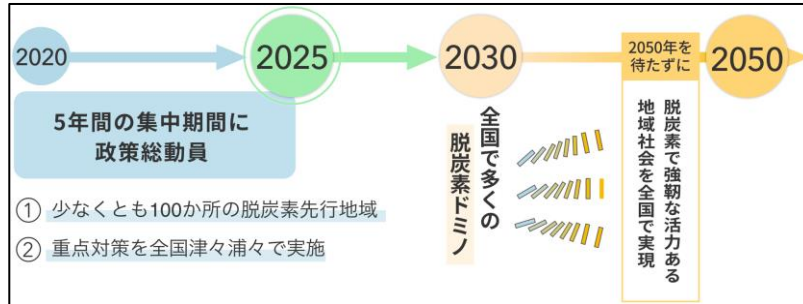 2020
2025
2030
2050年を
待たずに
2050
5年間の集中期間に
政策総動員
① 少なくとも100か所の脱炭素先行地域
② 重点対策を全国津々浦々で実施
全国で多くの
脱炭素ドミノ
脱炭素で強靭な活力ある
地域社会を全国で実現